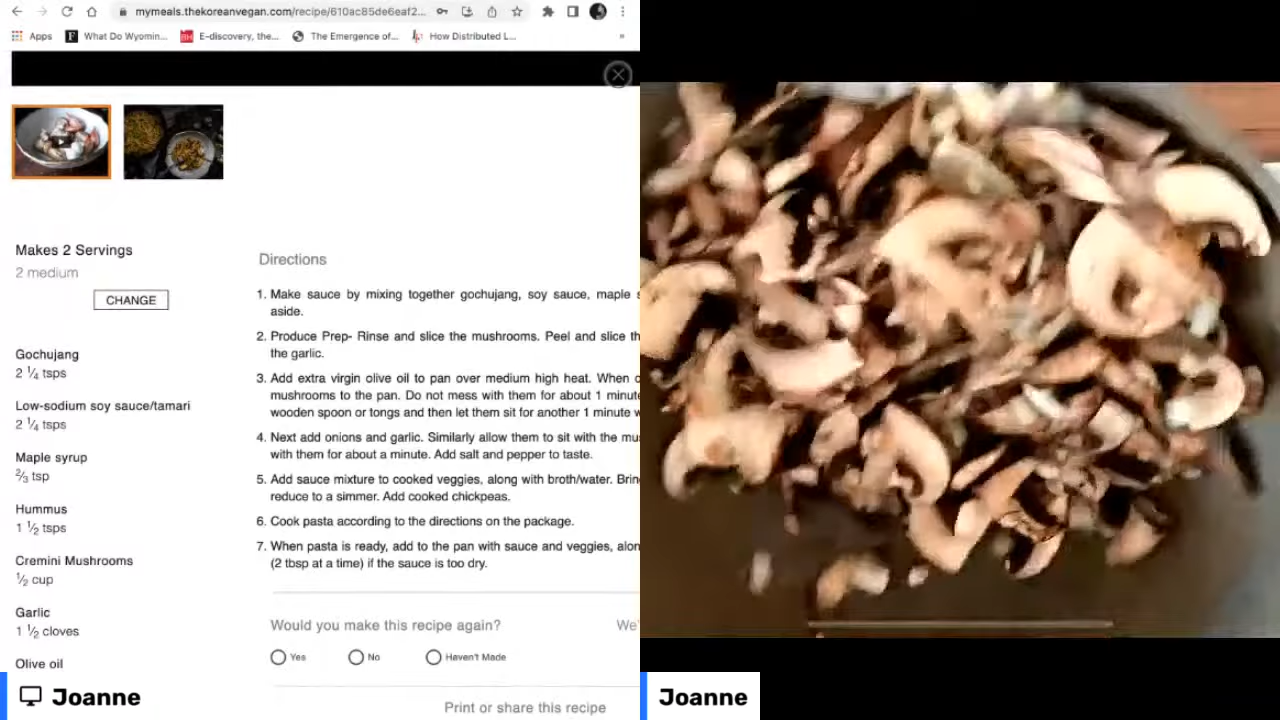 mymeals.thekoreanvegan.com/recipe/610ac85de6eaf2...
Apps What Do Wyomin... E-discovery, the... The Emergence of... How Distributed L... »
Makes 2 Servings
2 medium
CHANGE
Gochujang
2 1/4 tsps
Low-sodium soy sauce/tamari
2 1/4 tsps
Maple syrup
2/3 tsp
Hummus
1 1/2 tsps
Cremini Mushrooms
1/2 cup
Garlic
1 1/2 cloves
Olive oil
Directions
1. Make sauce by mixing together gochujang, soy sauce, maple s
aside.
2. Produce Prep- Rinse and slice the mushrooms. Peel and slice th
the garlic.
3. Add extra virgin olive oil to pan over medium high heat. When o
mushrooms to the pan. Do not mess with them for about 1 minute
wooden spoon or tongs and then let them sit for another 1 minute w
4. Next add onions and garlic. Similarly allow them to sit with the mus
with them for about a minute. Add salt and pepper to taste.
5. Add sauce mixture to cooked veggies, along with broth/water. Brin
reduce to a simmer. Add cooked chickpeas.
6. Cook pasta according to the directions on the package.
7. When pasta is ready, add to the pan with sauce and veggies, alon
(2 tbsp at a time) if the sauce is too dry.
Would you make this recipe again? We'
Yes No Haven't Made
Print or share this recipe
Joanne
Joanne